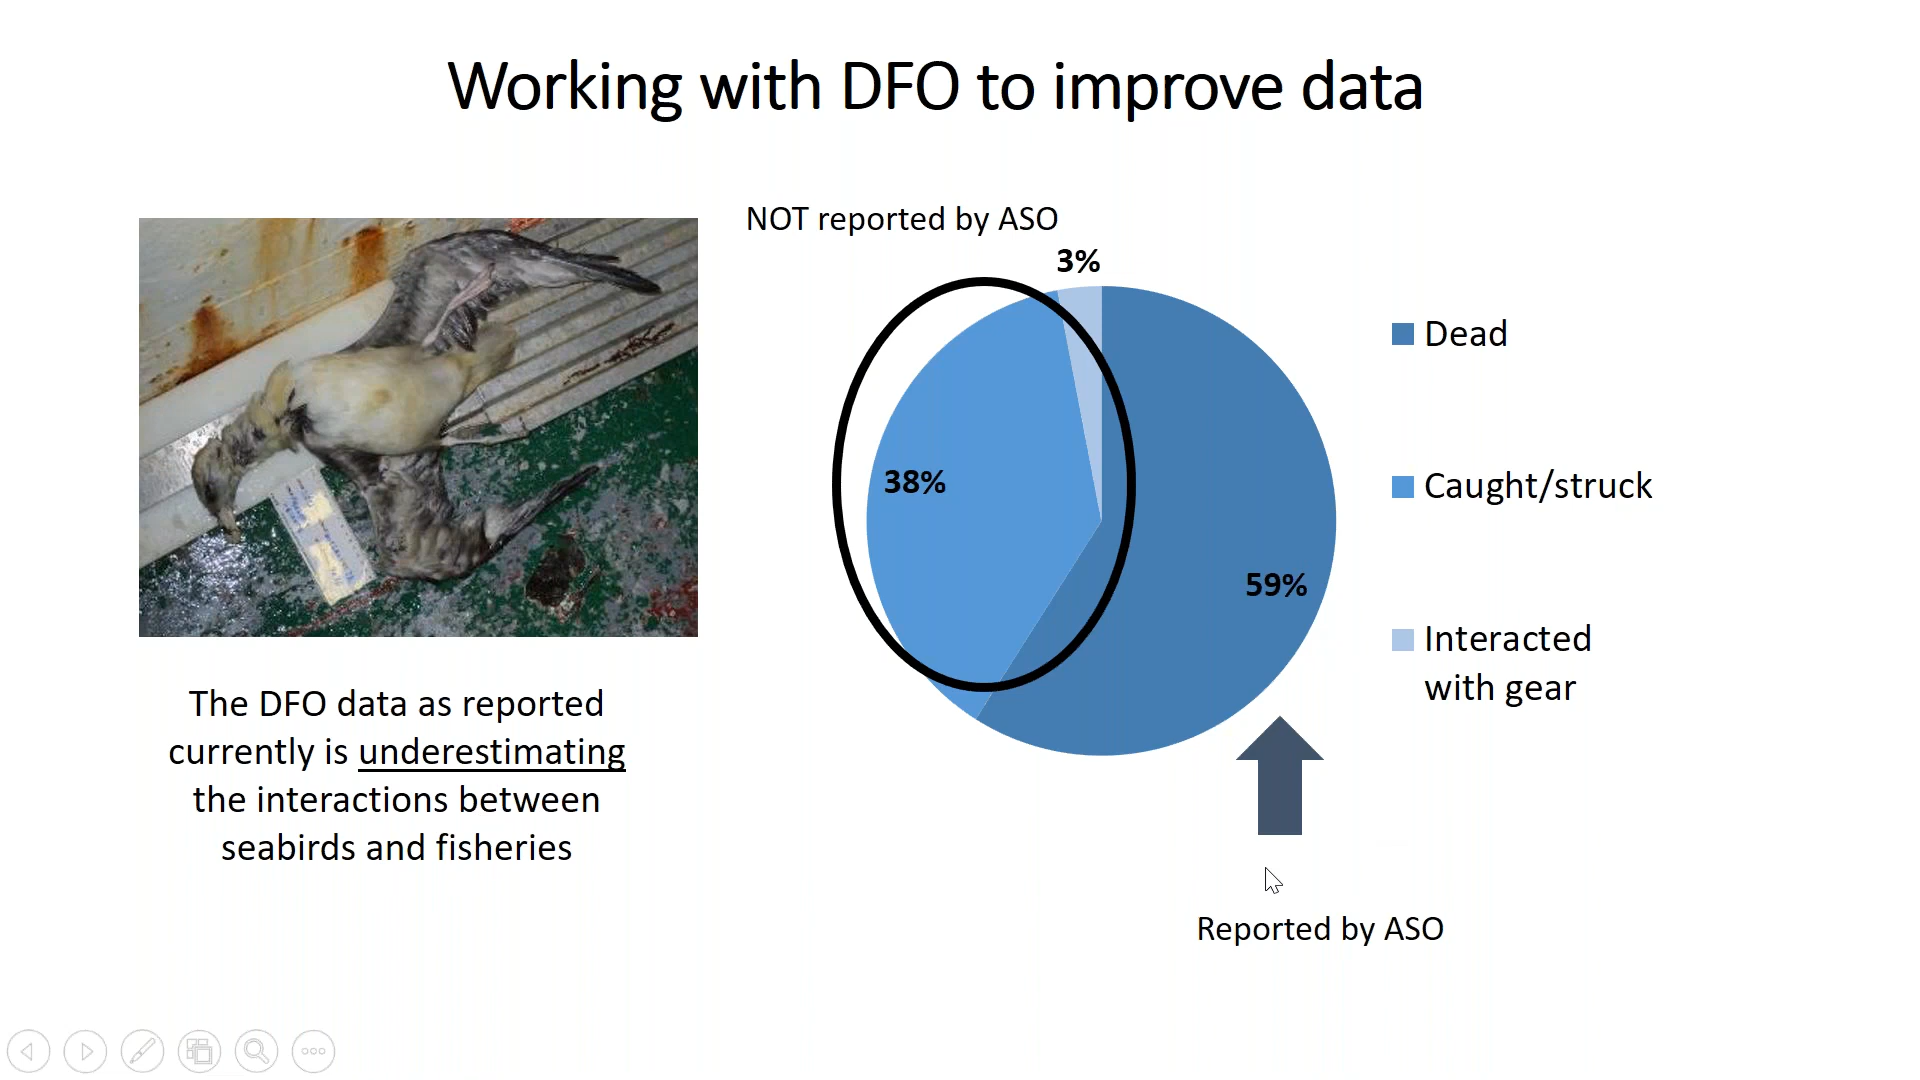 Working with DFO to improve data
NOT reported by ASO
3%
38%
59%
Dead
Caught/struck
Interacted
with gear
The DFO data as reported
currently is underestimating
the interactions between
seabirds and fisheries
Reported by ASO